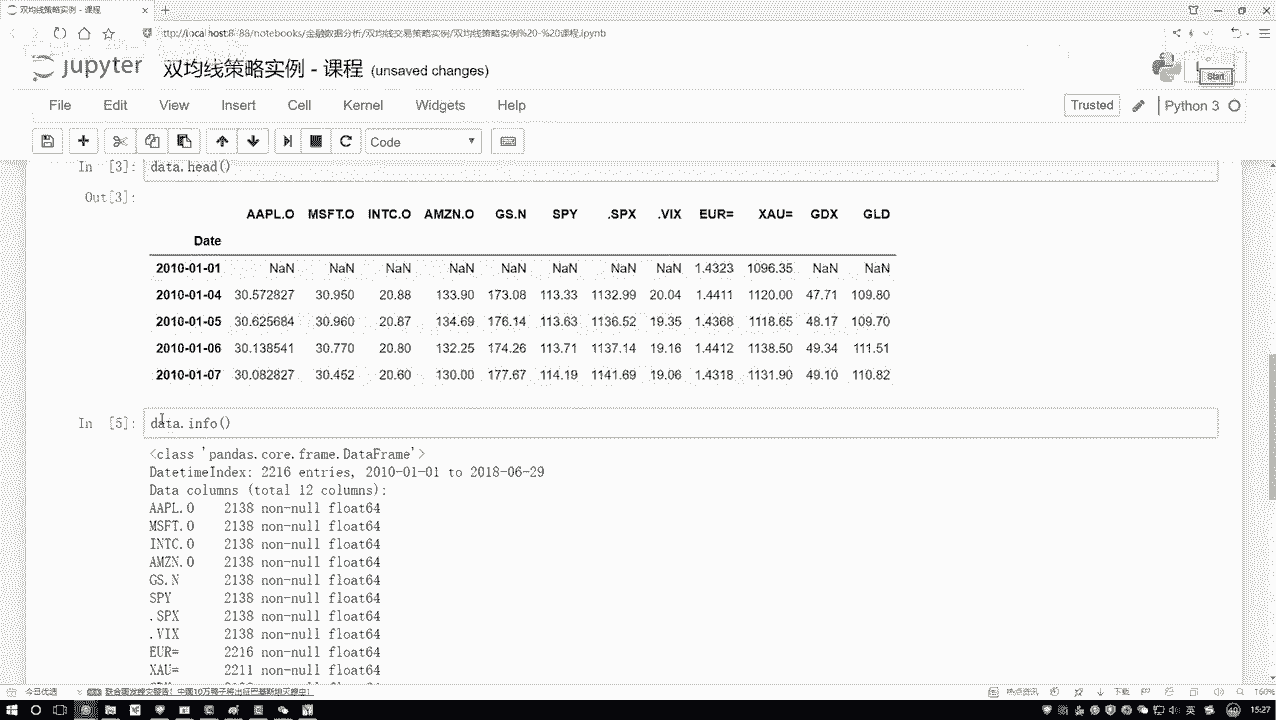 双均线策略实例 - 课程
ttp://localhost:8888/notebooks/金融数据分析/双均线交易策略实例/双均线策略实例%20-%20课程.ipynb
jupyter 双均线策略实例 - 课程 (unsaved changes)
Start
File Edit View Insert Cell Kernel Widgets Help
Trusted Python 3
Code
In [3]: data.head()
Out[3]:
AAPL.O MSFT.O INTC.O AMZN.O GS.N SPY .SPX .VIX EUR= XAU= GDX GLD
Date
2010-01-01 NaN NaN NaN NaN NaN NaN NaN NaN 1.4323 1096.35 NaN NaN
2010-01-04 30.572827 30.950 20.88 133.90 173.08 113.33 1132.99 20.04 1.4411 1120.00 47.71 109.80
2010-01-05 30.625684 30.960 20.87 134.69 176.14 113.63 1136.52 19.35 1.4368 1118.65 48.17 109.70
2010-01-06 30.138541 30.770 20.80 132.25 174.26 113.71 1137.14 19.16 1.4412 1138.50 49.34 111.51
2010-01-07 30.082827 30.452 20.60 130.00 177.67 114.19 1141.69 19.06 1.4318 1131.90 49.10 110.82
In [5]: data.info()
<class 'pandas.core.frame.DataFrame'>
DatetimeIndex: 2216 entries, 2010-01-01 to 2018-06-29
Data columns (total 12 columns):
AAPL.O 2138 non-null float64
MSFT.O 2138 non-null float64
INTC.O 2138 non-null float64
AMZN.O 2138 non-null float64
GS.N 2138 non-null float64
SPY 2138 non-null float64
.SPX 2138 non-null float64
.VIX 2138 non-null float64
EUR= 2216 non-null float64
XAU= 2211 non-null float64
今日优选
热点资讯 下载 160%
英 15:27